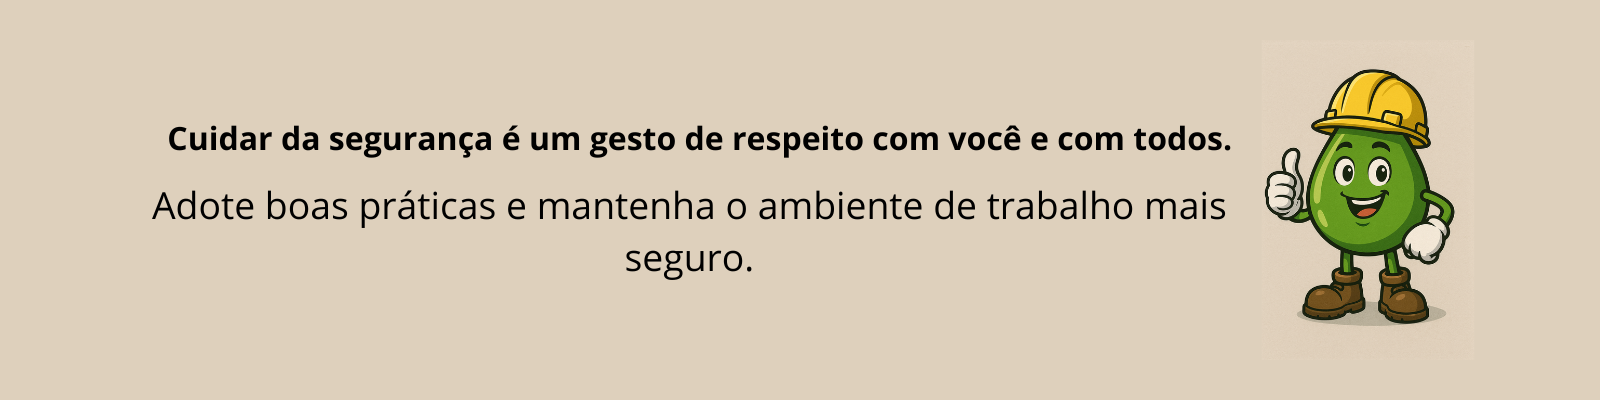 Cuidar da segurança é um gesto de respeito com você e com todos.
Adote boas práticas e mantenha o ambiente de trabalho mais
seguro.